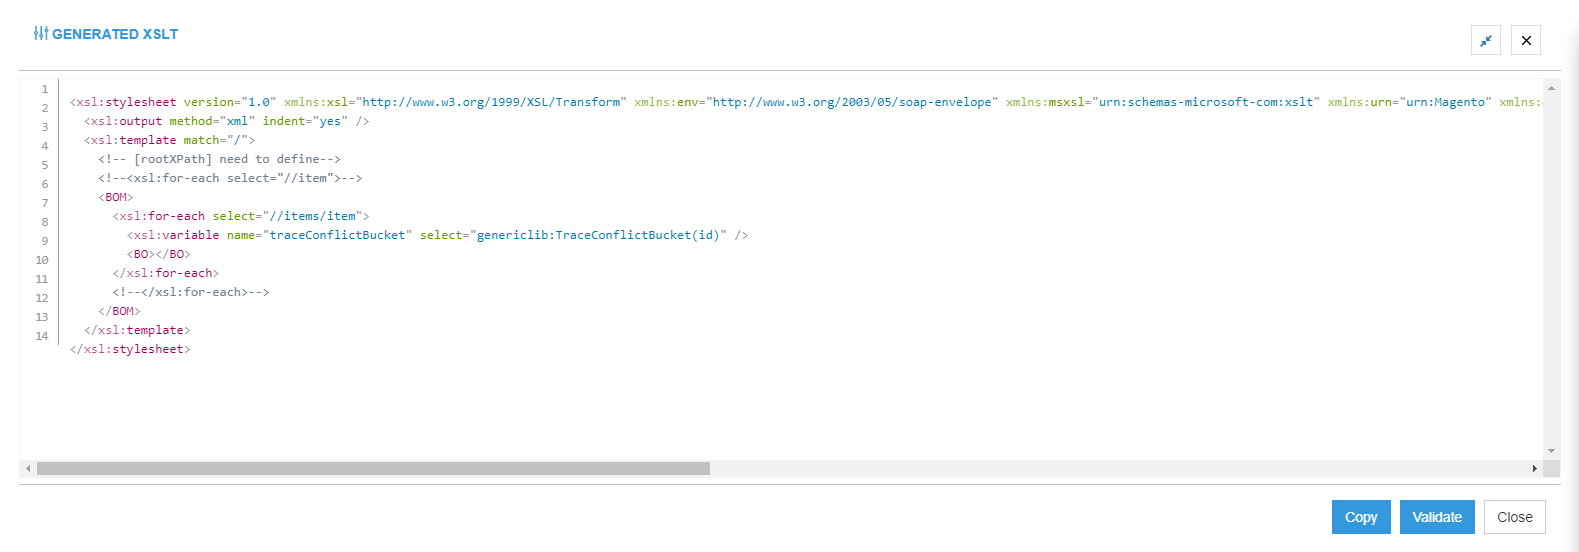 GENERATED XSLT
1
2 <xsl:stylesheet version="1.0" xmlns:xsl="http://www.w3.org/1999/XSL/Transform" xmlns:env="http://www.w3.org/2003/05/soap-envelope" xmlns:msxsl="urn:schemas-microsoft-com:xslt" xmlns:urn="urn:Magento" xmlns:
3 <xsl:output method="xml" indent="yes" />
4 <xsl:template match="/">
5 <!-- [rootXPath] need to define-->
6 <!--<xsl:for-each select="//item">-->
7 <BOM>
8 <xsl:for-each select="//items/item">
9 <xsl:variable name="traceConflictBucket" select="genericlib:TraceConflictBucket(id)" />
10 <BO></BO>
11 </xsl:for-each>
12 <!--</xsl:for-each>-->
13 </BOM>
14 </xsl:template>
</xsl:stylesheet>
Copy Validate Close